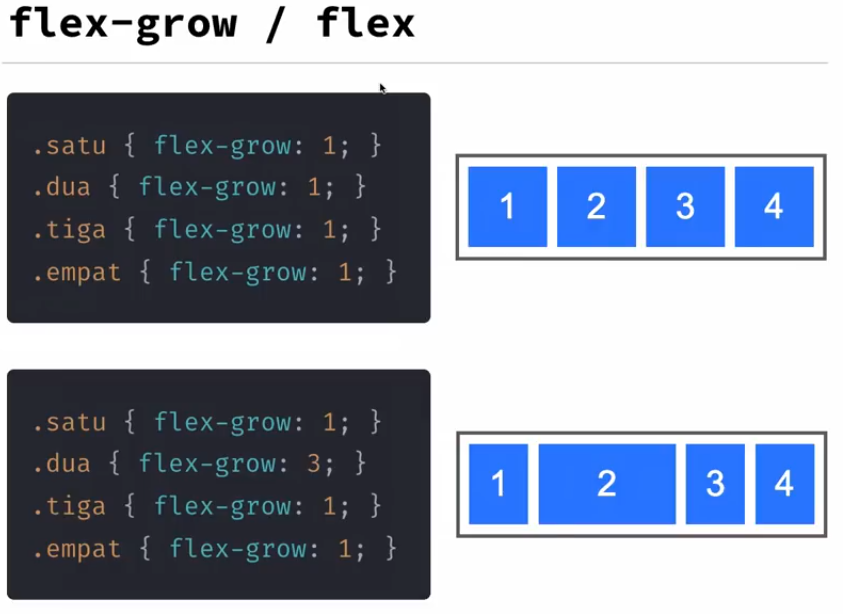 flex-grow / flex
.satu { flex-grow: 1; }
.dua { flex-grow: 1; }
.tiga { flex-grow: 1; }
.empat { flex-grow: 1; }
1 2 3 4
.satu { flex-grow: 1; }
.dua { flex-grow: 3; }
.tiga { flex-grow: 1; }
.empat { flex-grow: 1; }
1 2 3 4